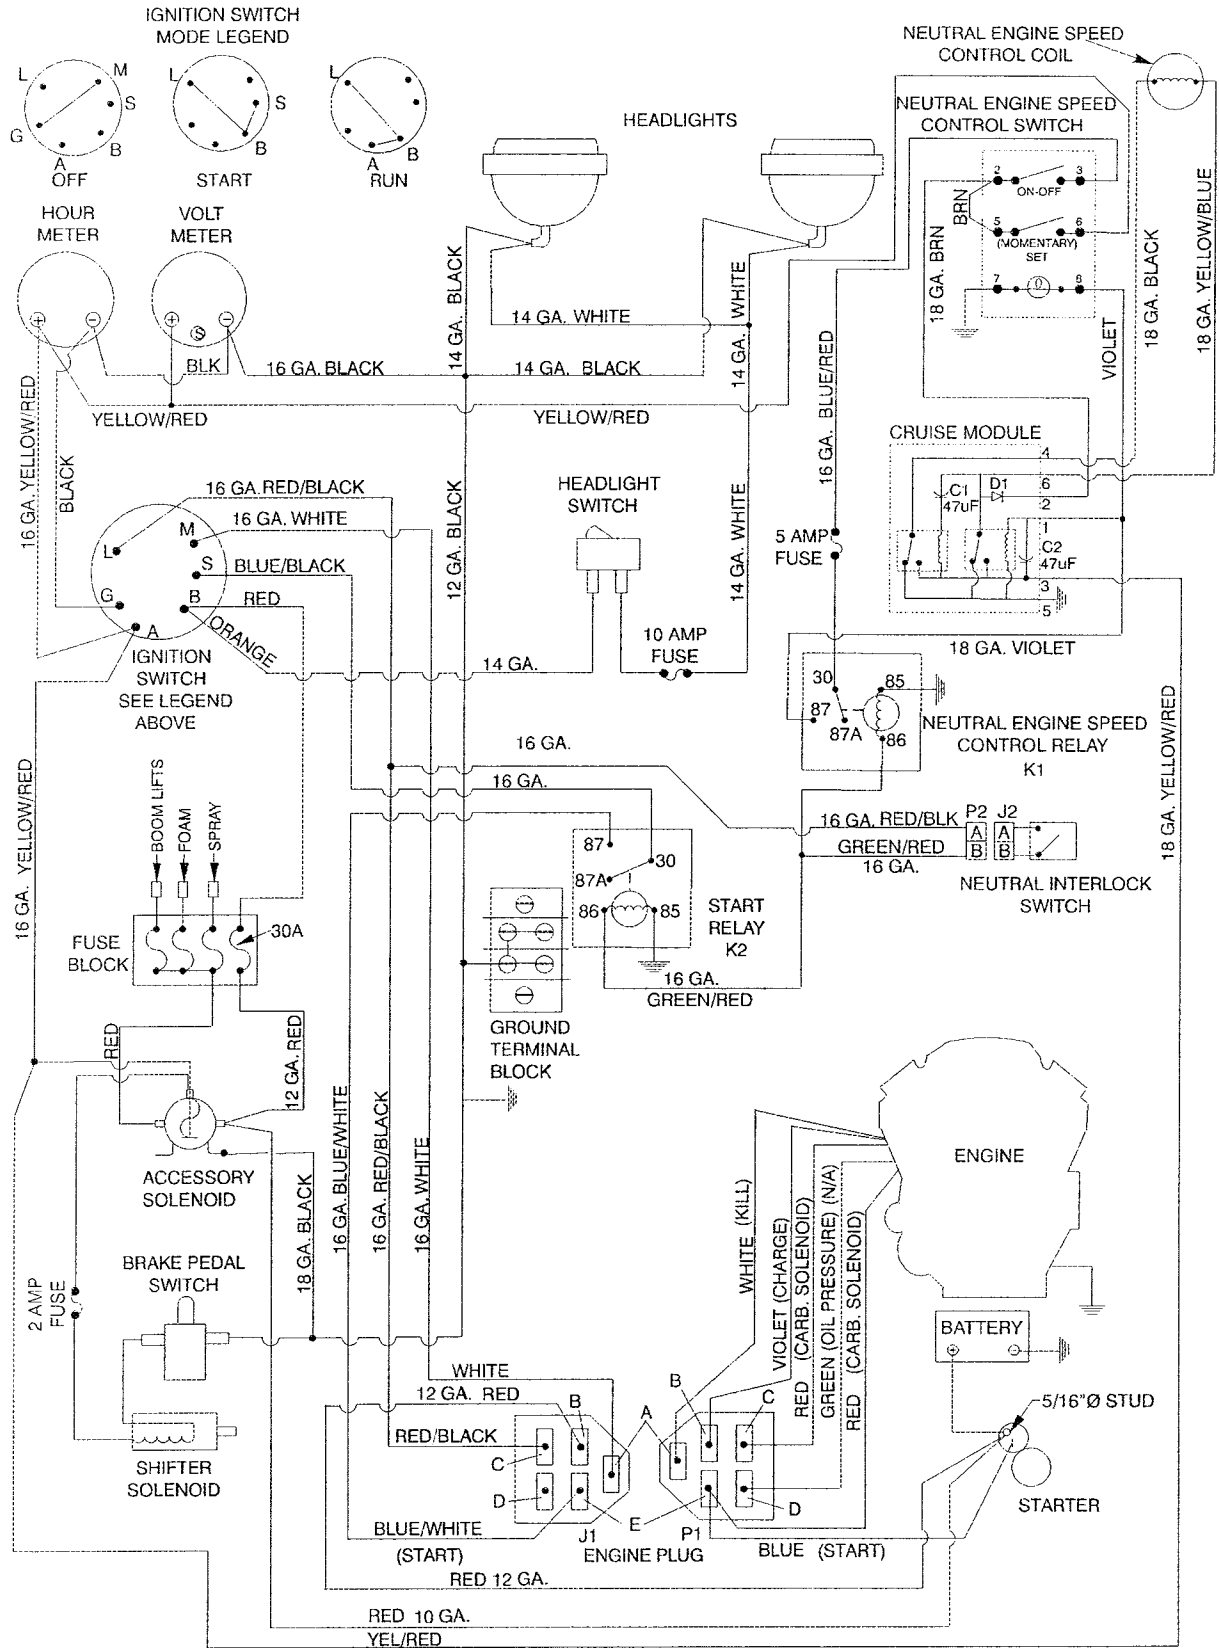 IGNITION SWITCH
MODE LEGEND
L
M
S
G
A
B
OFF
L
S
B
START
L
A
B
RUN
HOUR
METER
VOLT
METER
+
−
+
S
−
BLK
HEADLIGHTS
NEUTRAL ENGINE SPEED
CONTROL COIL
NEUTRAL ENGINE SPEED
CONTROL SWITCH
2
3
ON-OFF
BRN
5
6
(MOMENTARY)
SET
7
8
18 GA. BRN
VIOLET
18 GA. BLACK
18 GA. YELLOW/BLUE
14 GA. BLACK
14 GA. WHITE
14 GA. WHITE
14 GA. WHITE
16 GA. BLACK
14 GA. BLACK
16 GA. BLUE/RED
YELLOW/RED
YELLOW/RED
16 GA. YELLOW/RED
BLACK
CRUISE MODULE
4
6
2
1
3
5
C1
47uF
D1
C2
47uF
16 GA. RED/BLACK
16 GA. WHITE
BLUE/BLACK
RED
ORANGE
L
M
S
B
G
A
IGNITION
SWITCH
SEE LEGEND
ABOVE
12 GA. BLACK
HEADLIGHT
SWITCH
14 GA. WHITE
5 AMP
FUSE
10 AMP
FUSE
14 GA.
18 GA. VIOLET
30
85
87
87A
86
NEUTRAL ENGINE SPEED
CONTROL RELAY
K1
18 GA. YELLOW/RED
16 GA.
16 GA.
16 GA. RED/BLK
GREEN/RED
16 GA.
P2
J2
A
A
B
B
NEUTRAL INTERLOCK
SWITCH
16 GA. YELLOW/RED
BOOM LIFTS
FOAM
SPRAY
30A
FUSE
BLOCK
87
30
87A
86
85
START
RELAY
K2
16 GA.
GREEN/RED
GROUND
TERMINAL
BLOCK
RED
12 GA. RED
ACCESSORY
SOLENOID
18 GA. BLACK
16 GA. BLUE/WHITE
16 GA. RED/BLACK
16 GA. WHITE
WHITE (KILL)
VIOLET (CHARGE)
RED (CARB. SOLENOID)
GREEN (OIL PRESSURE) (N/A)
RED (CARB. SOLENOID)
ENGINE
BRAKE PEDAL
SWITCH
2 AMP
FUSE
SHIFTER
SOLENOID
BATTERY
+
−
5/16"Ø STUD
STARTER
WHITE
12 GA. RED
RED/BLACK
B
A
C
D
E
B
C
D
J1
P1
ENGINE PLUG
BLUE/WHITE
(START)
BLUE (START)
RED 12 GA.
RED 10 GA.
YEL/RED